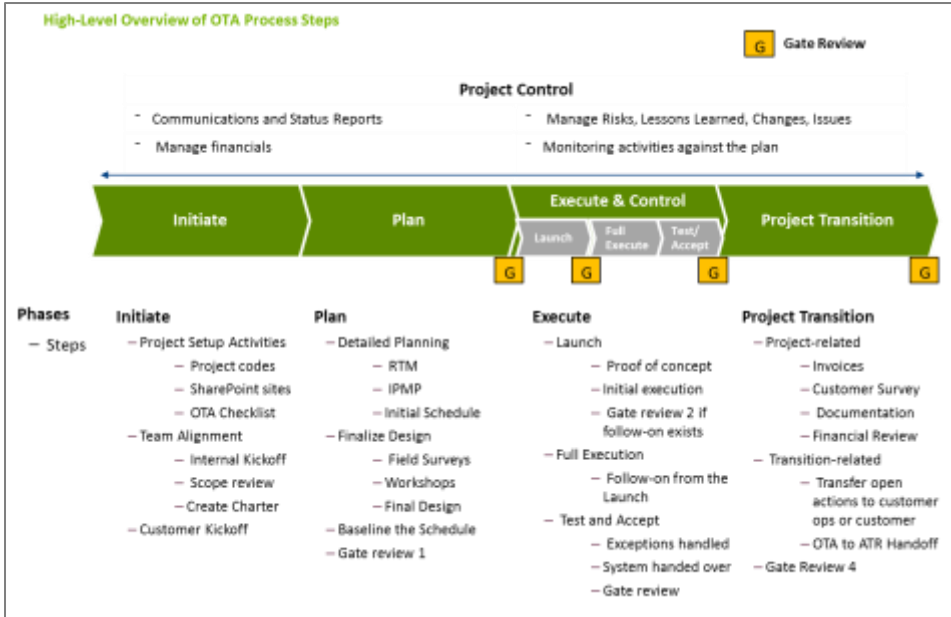 High-Level Overview of OTA Process Steps
G Gate Review
Project Control
- Communications and Status Reports
- Manage financials
- Manage Risks, Lessons Learned, Changes, Issues
- Monitoring activities against the plan
Initiate
Plan
Execute & Control
Launch
Full
Execute
Test/
Accept
Project Transition
G
G
G
G
Phases
– Steps
Initiate
– Project Setup Activities
– Project codes
– SharePoint sites
– OTA Checklist
– Team Alignment
– Internal Kickoff
– Scope review
– Create Charter
– Customer Kickoff
Plan
– Detailed Planning
– RTM
– IPMP
– Initial Schedule
– Finalize Design
– Field Surveys
– Workshops
– Final Design
– Baseline the Schedule
– Gate review 1
Execute
– Launch
– Proof of concept
– Initial execution
– Gate review 2 if
follow-on exists
– Full Execution
– Follow-on from the
Launch
– Test and Accept
– Exceptions handled
– System handed over
– Gate review
Project Transition
– Project-related
– Invoices
– Customer Survey
– Documentation
– Financial Review
– Transition-related
– Transfer open
actions to customer
ops or customer
– OTA to ATR Handoff
– Gate Review 4